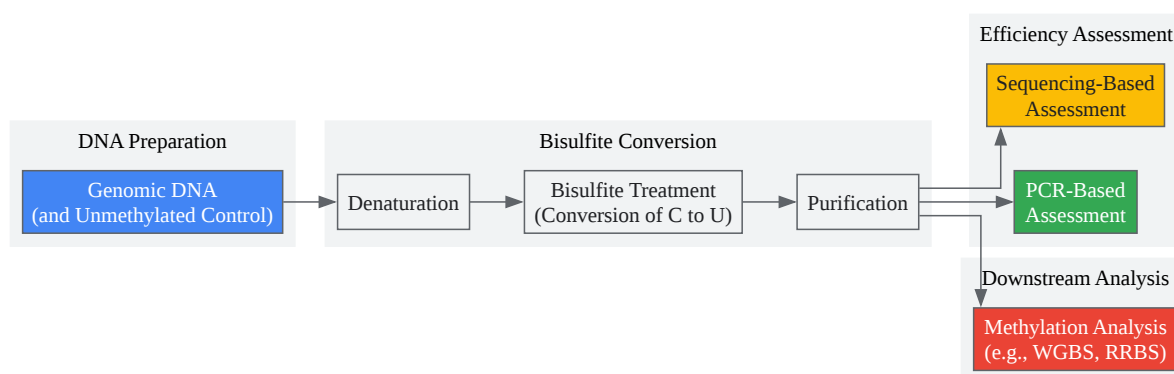 Efficiency Assessment
Sequencing-Based
Assessment
DNA Preparation
Bisulfite Conversion
Genomic DNA
(and Unmethylated Control)
Denaturation
Bisulfite Treatment
(Conversion of C to U)
Purification
PCR-Based
Assessment
Downstream Analysis
Methylation Analysis
(e.g., WGBS, RRBS)